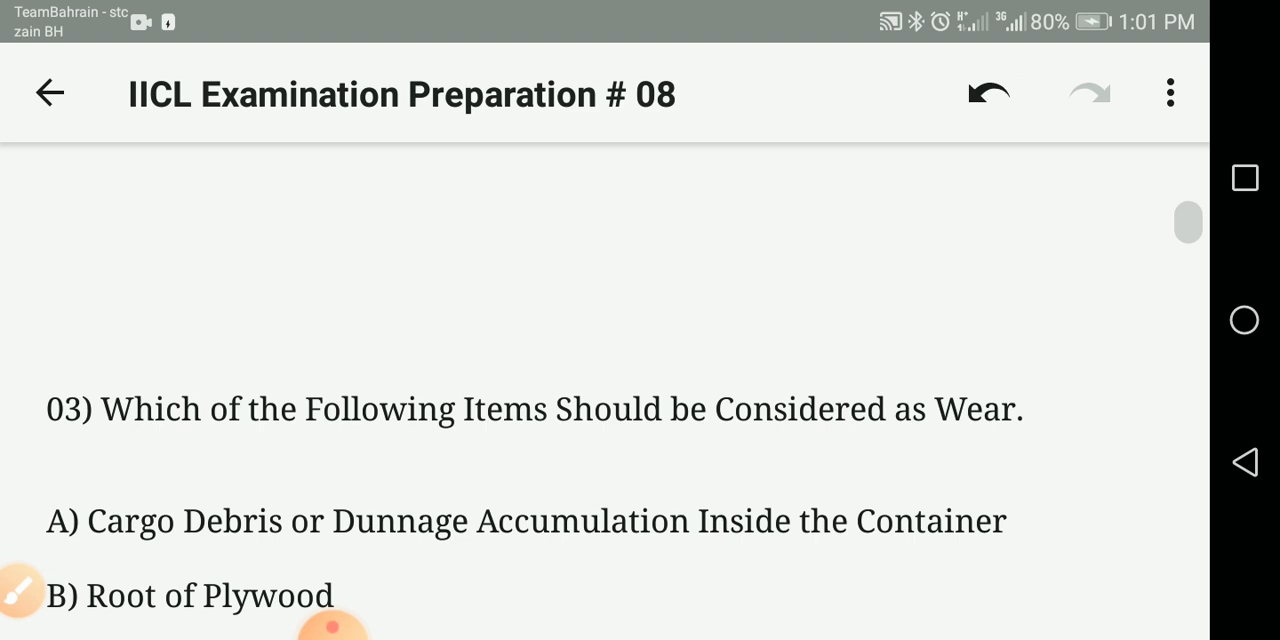 TeamBahrain - stc
zain BH
H+ 3G 80% 1:01 PM
IICL Examination Preparation # 08
03) Which of the Following Items Should be Considered as Wear.
A) Cargo Debris or Dunnage Accumulation Inside the Container
B) Root of Plywood